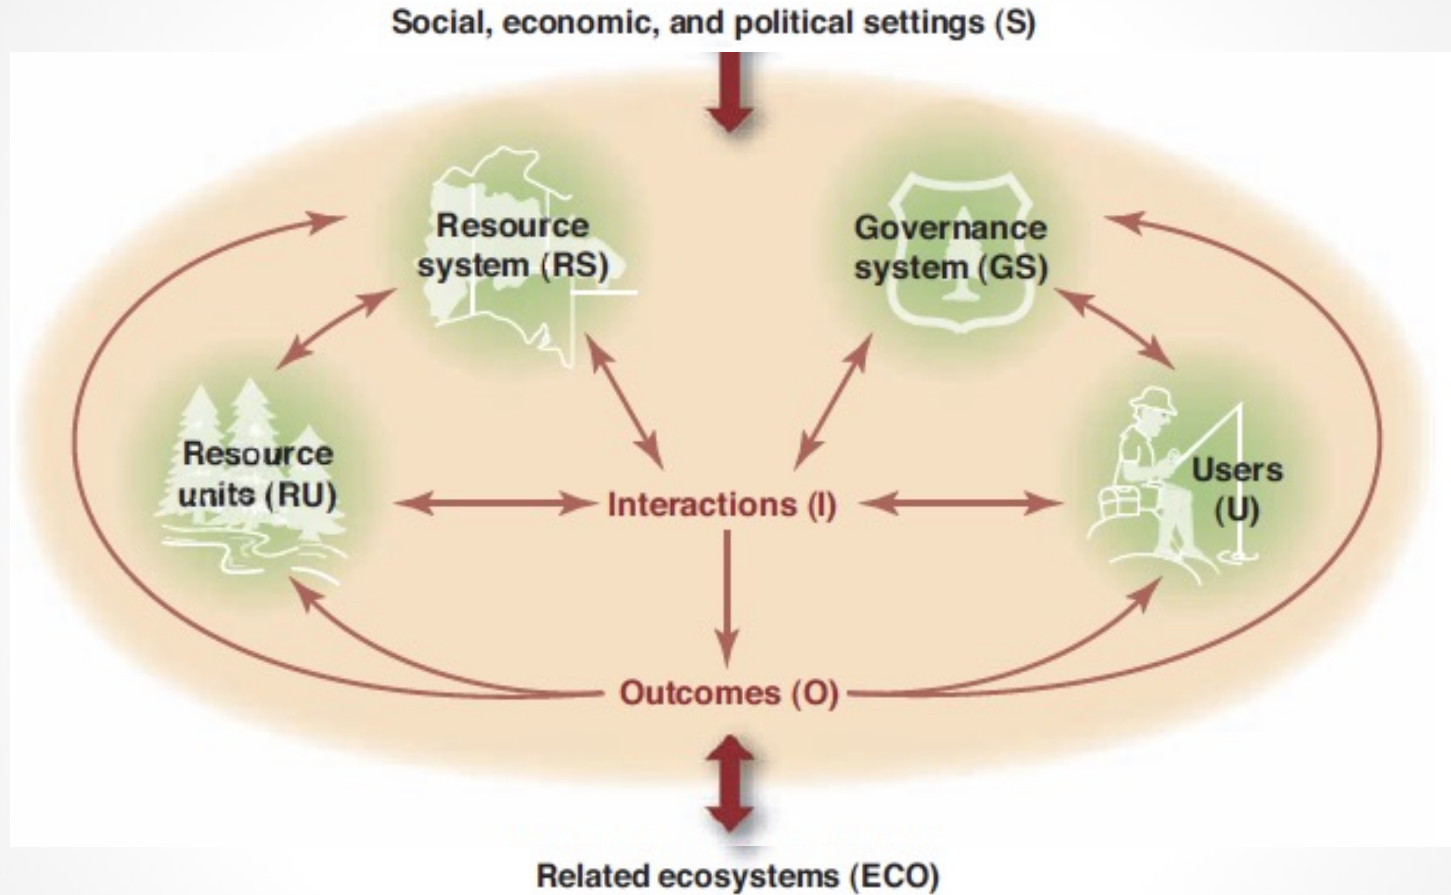 Social, economic, and political settings (S)
Resource
system (RS)
Governance
system (GS)
Resource
units (RU)
Users
(U)
Interactions (I)
Outcomes (O)
Related ecosystems (ECO)